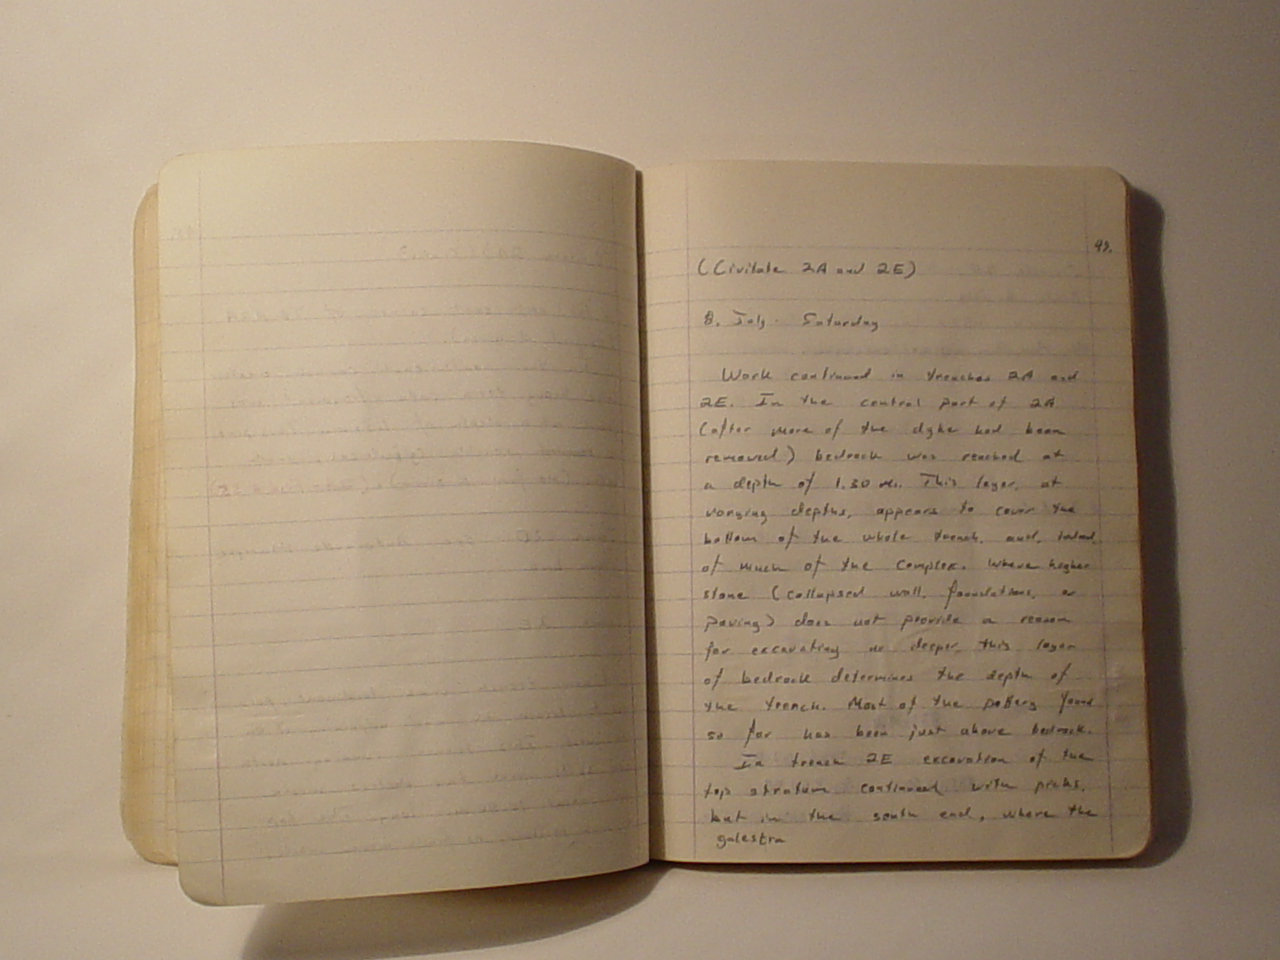 49.
(Civitate 2A and 2E)
8. July. Saturday
Work continued in trenches 2A and
2E. In the central part of 2A
(after more of the dyke had been
removed) bedrock was reached at
a depth of 1.30 m. This layer, at
varying depths, appears to cover the
bottom of the whole trench, and, indeed,
of much of the complex. Where higher
stone (collapsed wall, foundations, or
paving) does not provide a reason
for excavating no deeper, this layer
of bedrock determines the depth of
the trench. Most of the pottery found
so far has been just above bedrock.
In trench 2E excavation of the
top stratum continued with picks,
but in the south end, where the
galestra